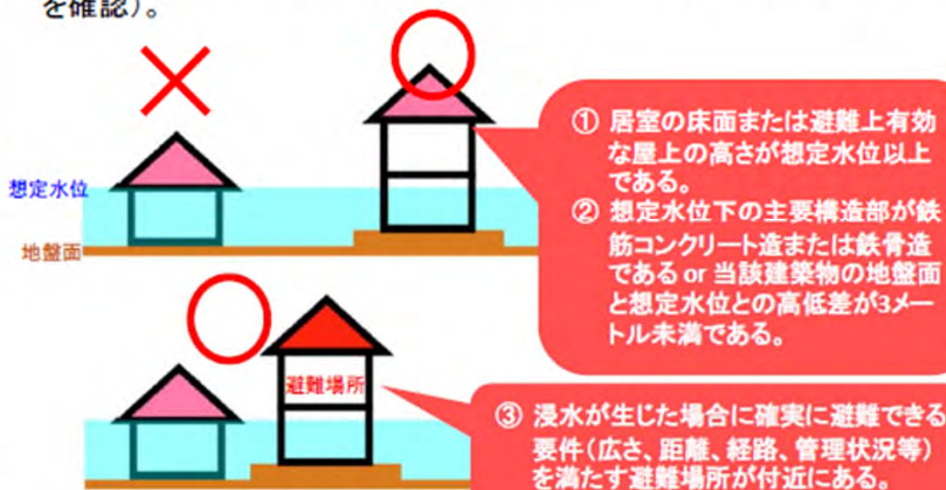 を確認)。
① 居室の床面または避難上有効
な屋上の高さが想定水位以上
である。
② 想定水位下の主要構造部が鉄
筋コンクリート造または鉄骨造
である or 当該建築物の地盤面
と想定水位との高低差が3メー
トル未満である。
想定水位
地盤面
避難場所
③ 浸水が生じた場合に確実に避難できる
要件(広さ、距離、経路、管理状況等)
を満たす避難場所が付近にある。